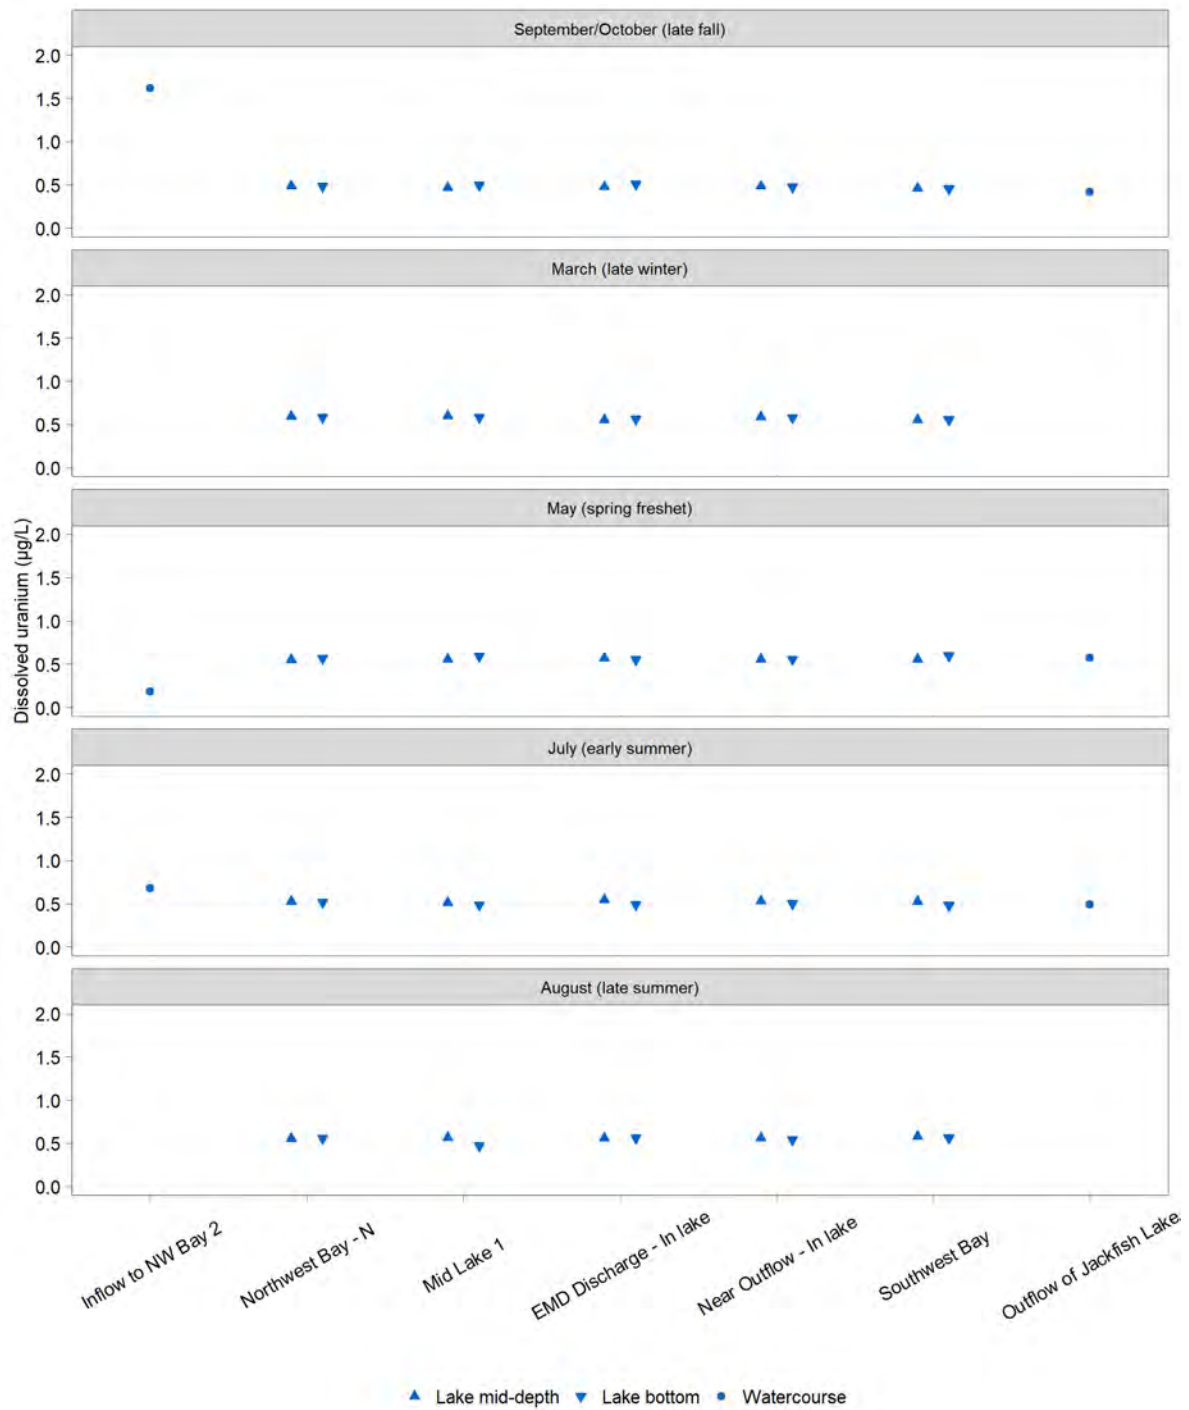 September/October (late fall)
2.0
1.5
1.0
0.5
0.0
March (late winter)
2.0
1.5
1.0
0.5
0.0
May (spring freshet)
2.0
1.5
1.0
0.5
0.0
Dissolved uranium (µg/L)
July (early summer)
2.0
1.5
1.0
0.5
0.0
August (late summer)
2.0
1.5
1.0
0.5
0.0
Inflow to NW Bay 2
Northwest Bay - N
Mid Lake 1
EMD Discharge - In lake
Near Outflow - In lake
Southwest Bay
Outflow of Jackfish Lake
Lake mid-depth Lake bottom Watercourse